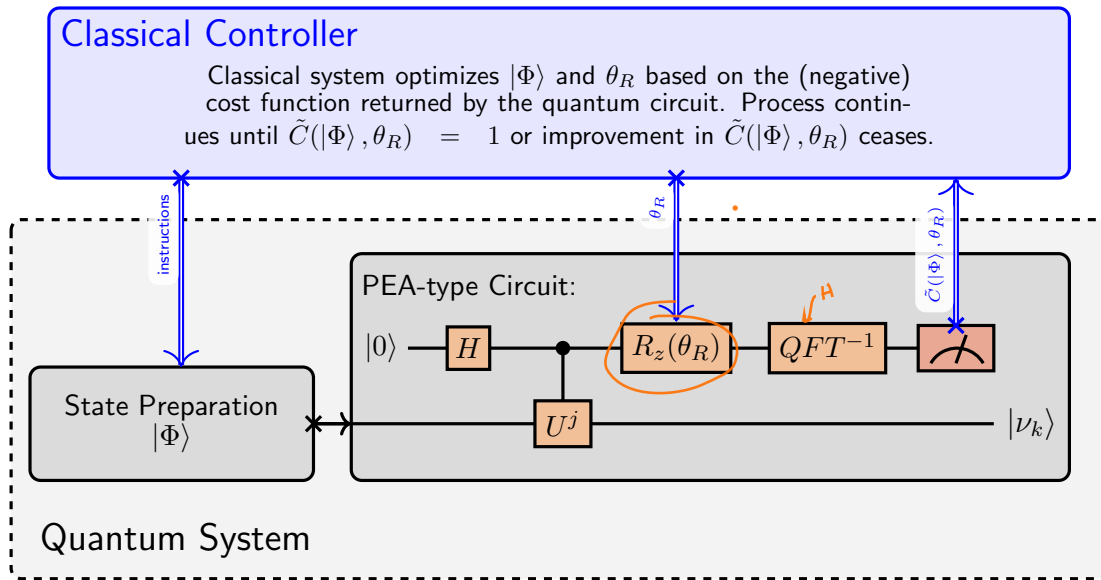 Classical Controller
Classical system optimizes |Φ⟩ and θ_R based on the (negative)
cost function returned by the quantum circuit. Process contin-
ues until C̃(|Φ⟩, θ_R) = 1 or improvement in C̃(|Φ⟩, θ_R) ceases.
instructions
θ_R
C̃(|Φ⟩, θ_R)
PEA-type Circuit:
H
|0⟩ H R_z(θ_R) QFT⁻¹
State Preparation
|Φ⟩
U^j |ν_k⟩
Quantum System